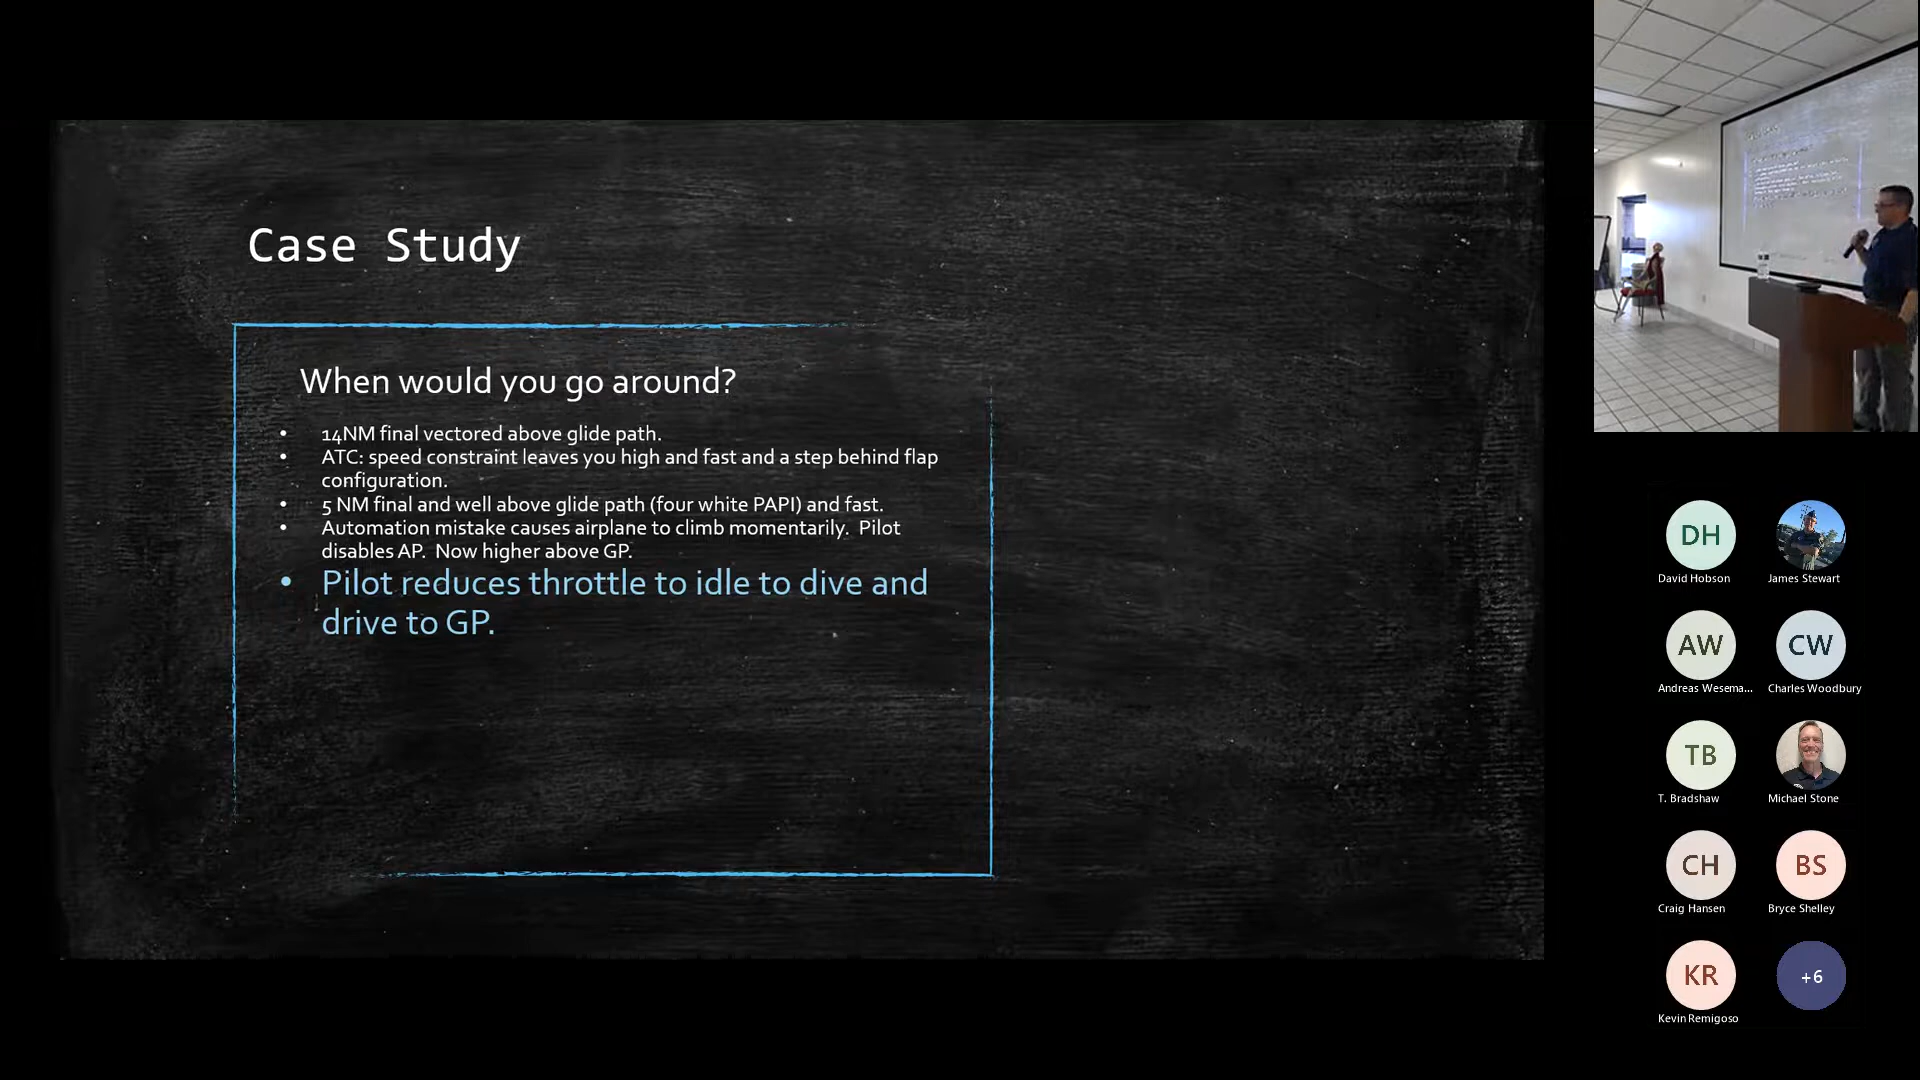 Case Study
When would you go around?
• 14NM final vectored above glide path.
• ATC: speed constraint leaves you high and fast and a step behind flap
configuration.
• 5 NM final and well above glide path (four white PAPI) and fast.
• Automation mistake causes airplane to climb momentarily.  Pilot
disables AP.  Now higher above GP.
• Pilot reduces throttle to idle to dive and
drive to GP.
DH
David Hobson
James Stewart
AW
CW
Andreas Wesema...
Charles Woodbury
TB
T. Bradshaw
Michael Stone
CH
BS
Craig Hansen
Bryce Shelley
KR
+6
Kevin Remigoso